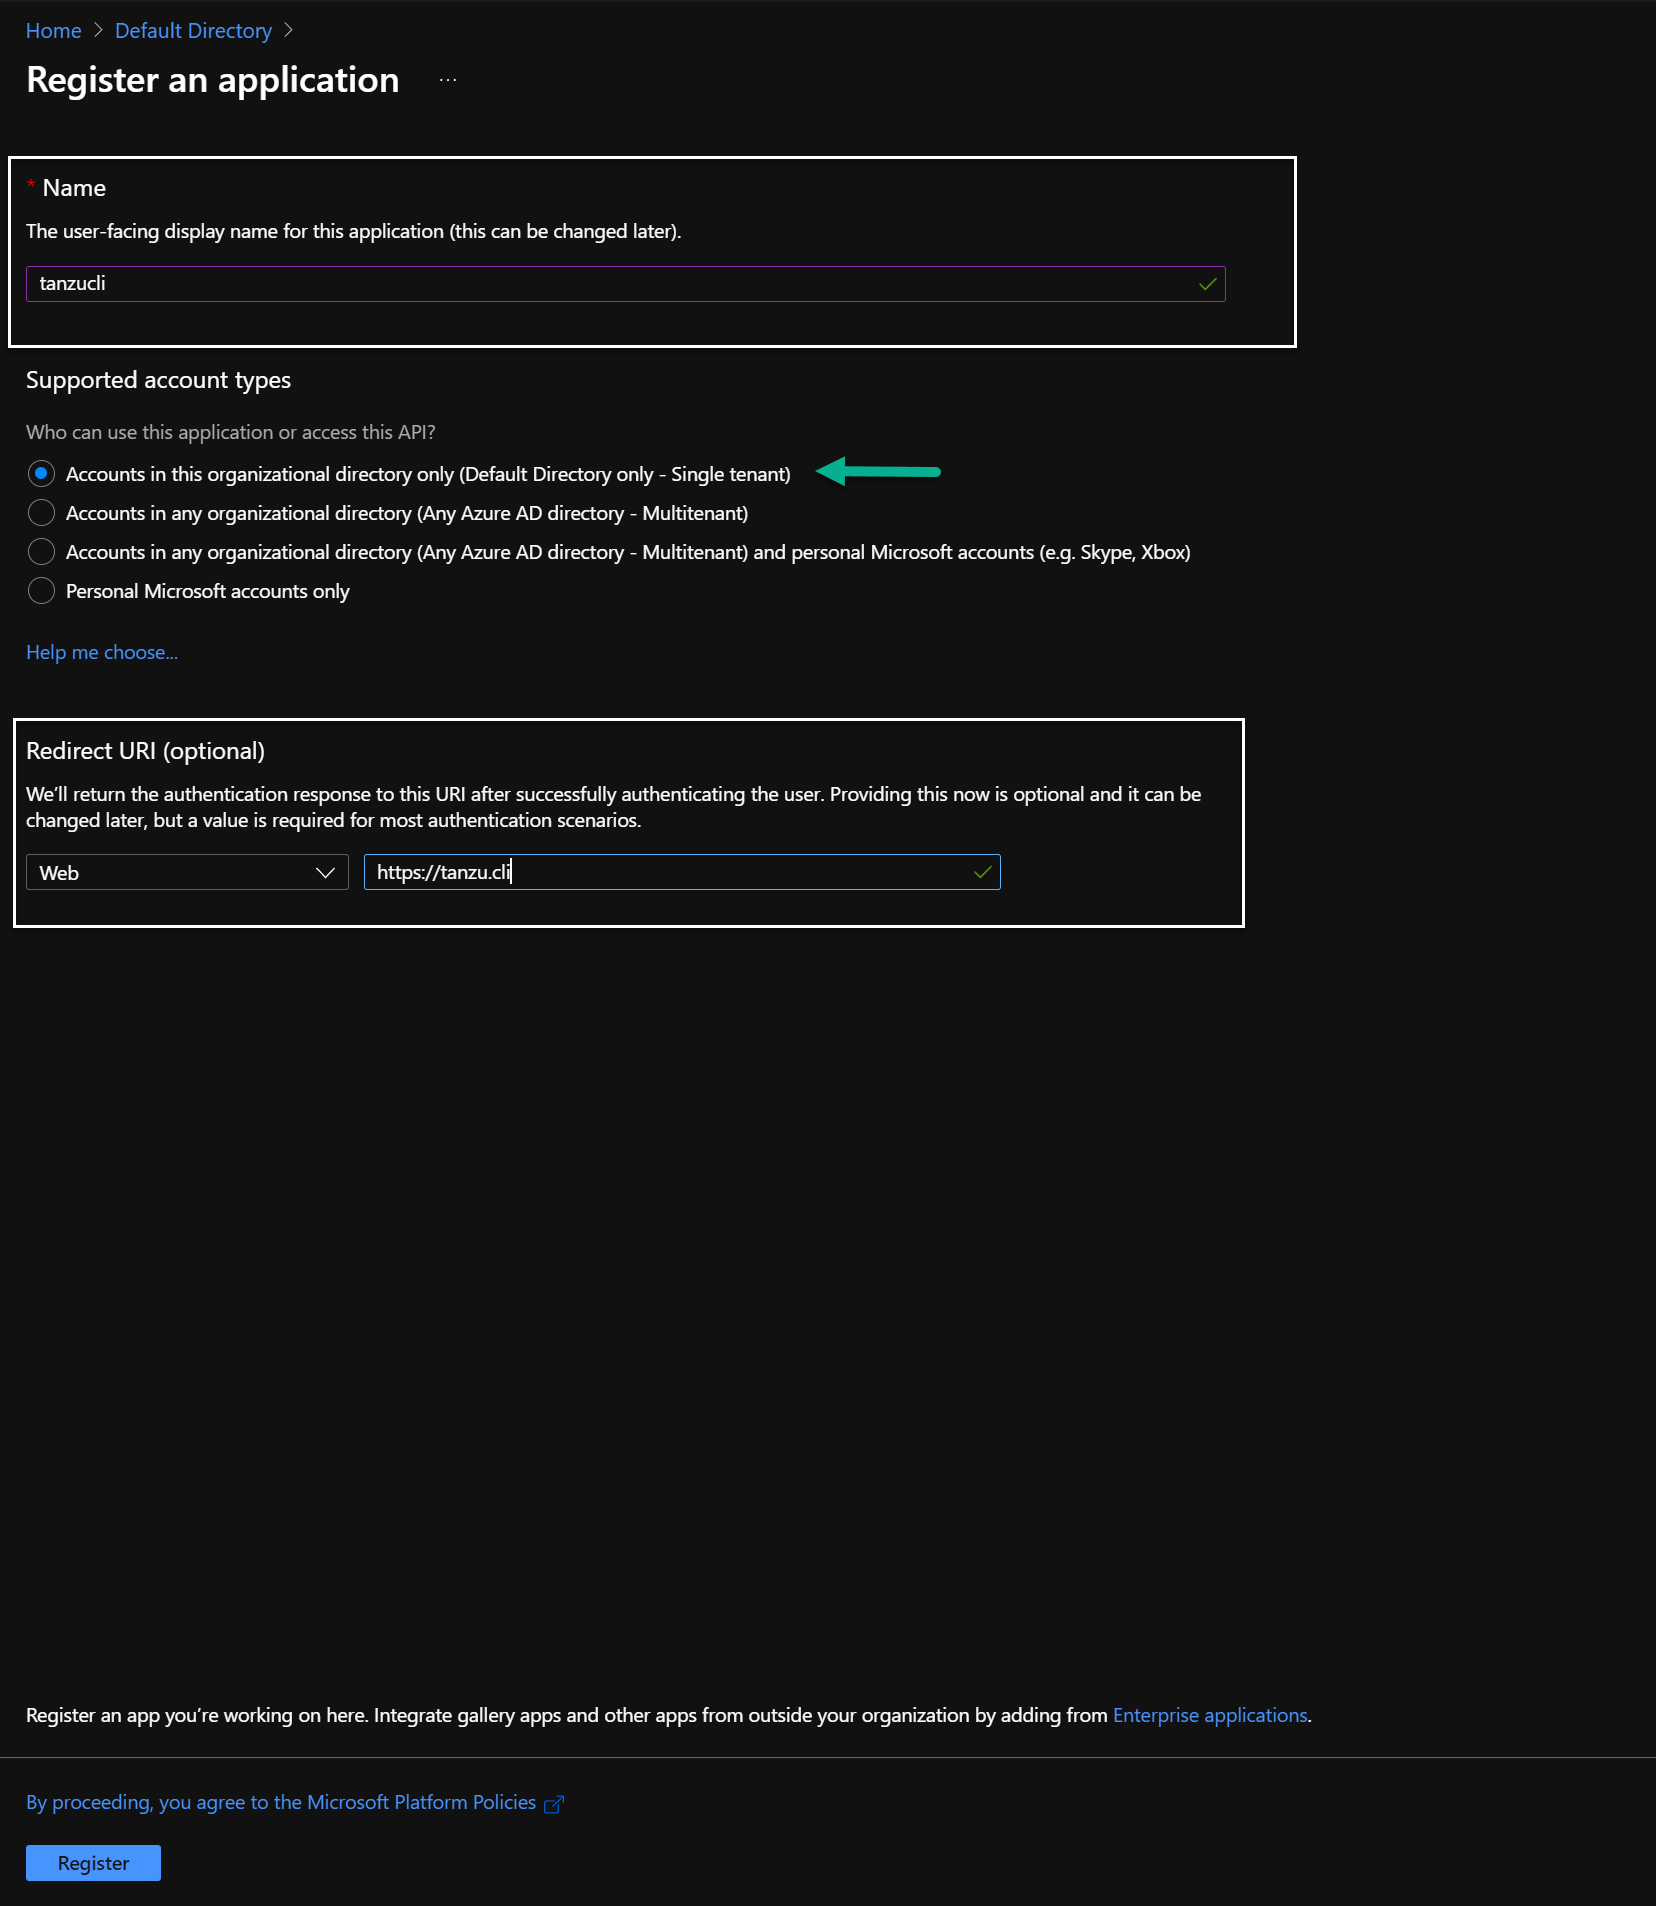 Home > Default Directory >
Register an application ...
* Name
The user-facing display name for this application (this can be changed later).
tanzucli
Supported account types
Who can use this application or access this API?
Accounts in this organizational directory only (Default Directory only - Single tenant)
Accounts in any organizational directory (Any Azure AD directory - Multitenant)
Accounts in any organizational directory (Any Azure AD directory - Multitenant) and personal Microsoft accounts (e.g. Skype, Xbox)
Personal Microsoft accounts only
Help me choose...
Redirect URI (optional)
We’ll return the authentication response to this URI after successfully authenticating the user. Providing this now is optional and it can be
changed later, but a value is required for most authentication scenarios.
Web https://tanzu.cli
Register an app you’re working on here. Integrate gallery apps and other apps from outside your organization by adding from Enterprise applications.
By proceeding, you agree to the Microsoft Platform Policies
Register